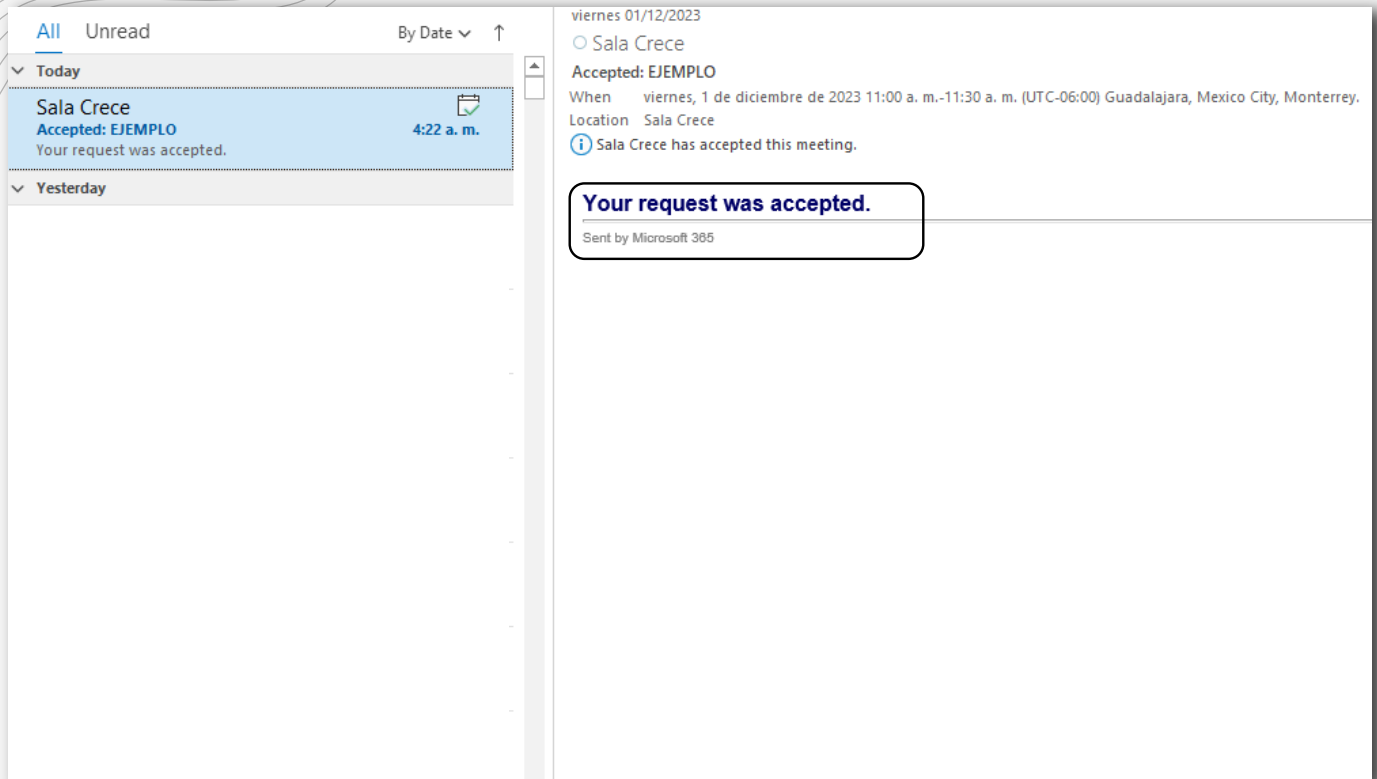 All Unread By Date
Today
Sala Crece
Accepted: EJEMPLO 4:22 a. m.
Your request was accepted.
Yesterday
viernes 01/12/2023
Sala Crece
Accepted: EJEMPLO
When viernes, 1 de diciembre de 2023 11:00 a. m.-11:30 a. m. (UTC-06:00) Guadalajara, Mexico City, Monterrey.
Location Sala Crece
Sala Crece has accepted this meeting.
Your request was accepted.
Sent by Microsoft 365